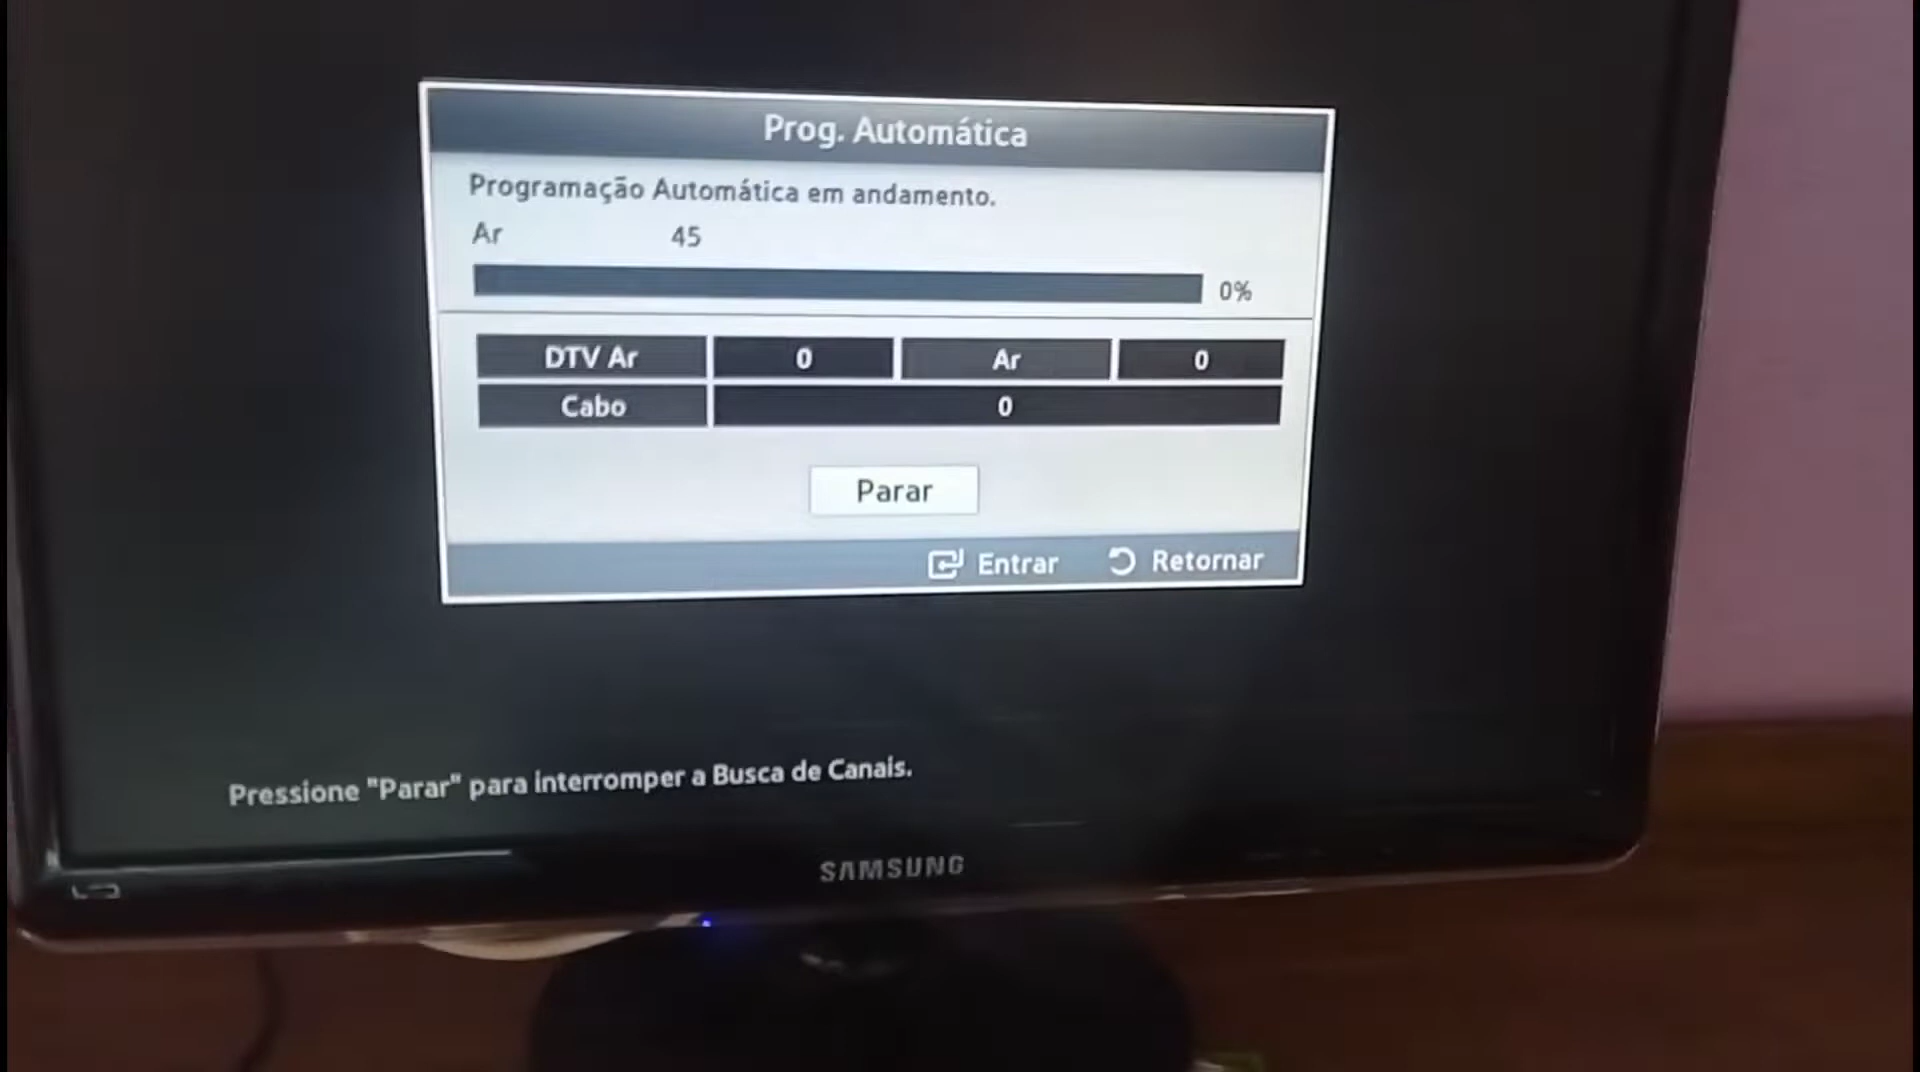 Prog. Automática
Programação Automática em andamento.
Ar 45
0%
DTV Ar 0 Ar 0
Cabo 0
Parar
Entrar Retornar
Pressione "Parar" para interromper a Busca de Canais.
SAMSUNG